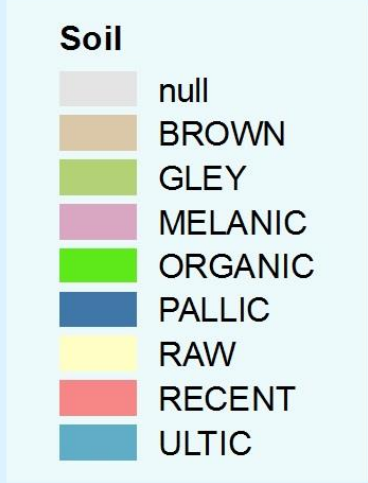 Soil
null
BROWN
GLEY
MELANIC
ORGANIC
PALLIC
RAW
RECENT
ULTIC